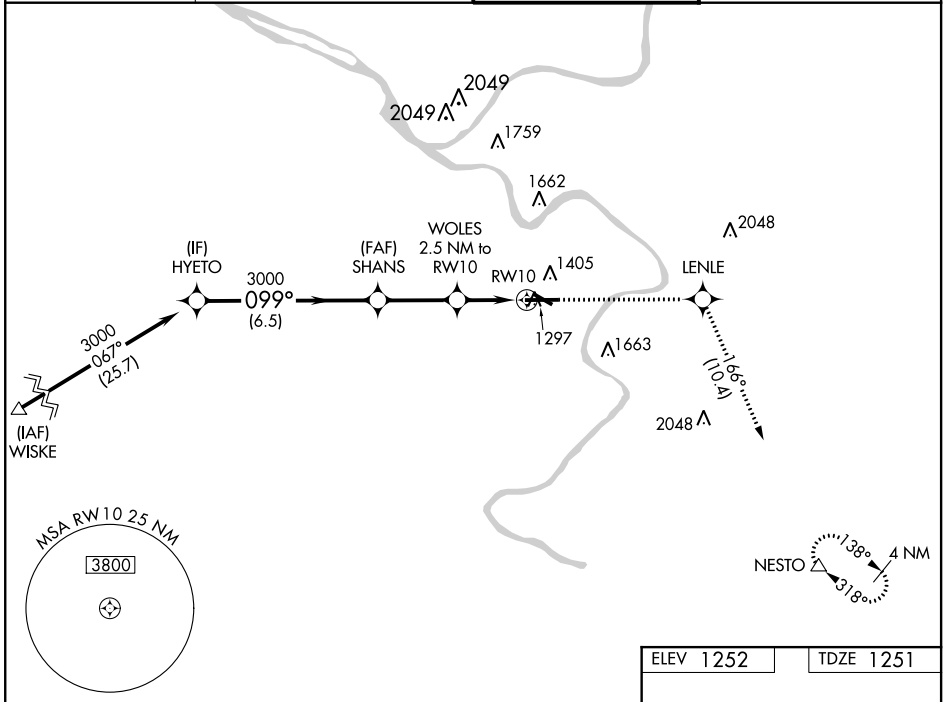 2049
2049
1759
1662
2048
(IF)
HYETO
3000
099°
(6.5)
(FAF)
SHANS
WOLES
2.5 NM to
RW10
RW10
1405
LENLE
1297
1663
3000
067°
(25.7)
(IAF)
WISKE
166°
(10.4)
2048
MSA RW10 25 NM
3800
NESTO
138°
318°
4 NM
ELEV 1252
TDZE 1251